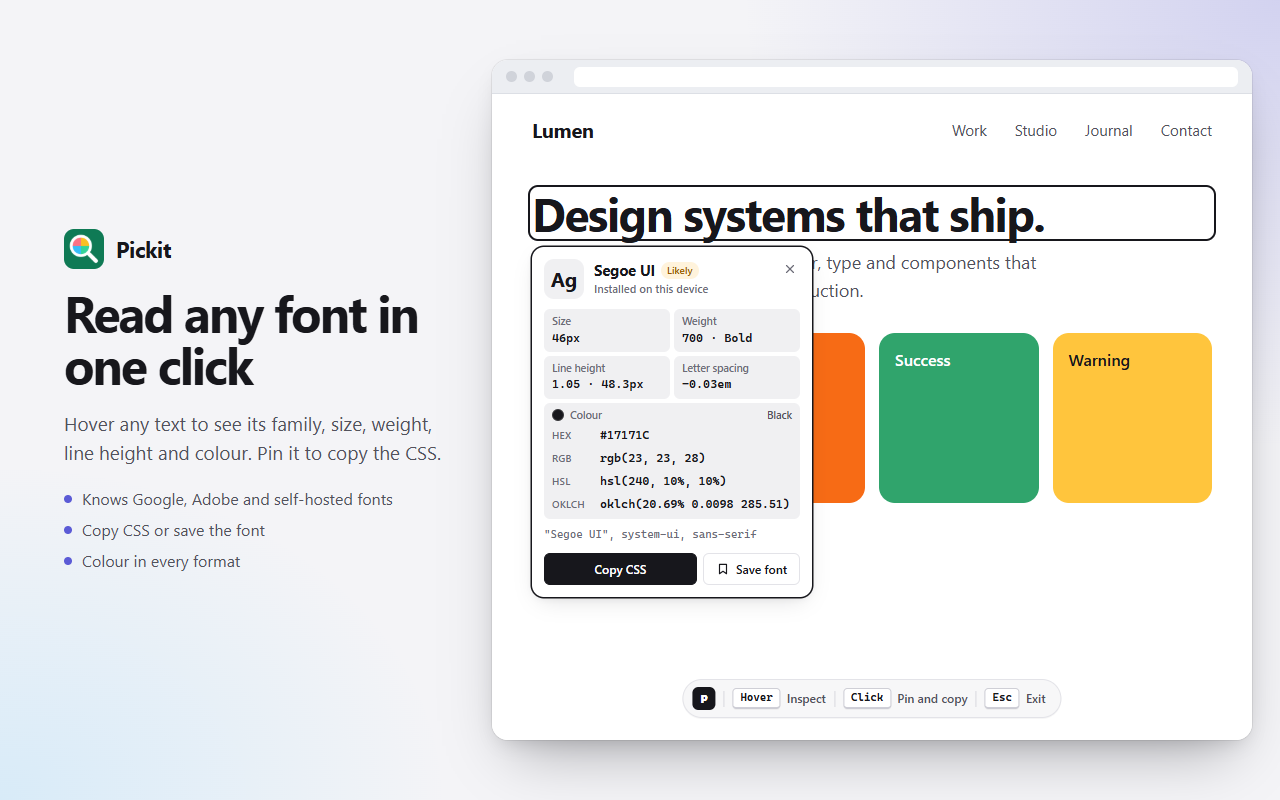 Pickit
Read any font in
one click
Hover any text to see its family, size, weight,
line height and colour. Pin it to copy the CSS.
Knows Google, Adobe and self-hosted fonts
Copy CSS or save the font
Colour in every format
Lumen
Work Studio Journal Contact
Design systems that ship.
, type and components that
Ag
Segoe UI Likely
Installed on this device
Size
46px
Weight
700 · Bold
Line height
1.05 · 48.3px
Letter spacing
−0.03em
Colour Black
HEX #17171C
RGB rgb(23, 23, 28)
HSL hsl(240, 10%, 10%)
OKLCH oklch(20.69% 0.0098 285.51)
"Segoe UI", system-ui, sans-serif
Copy CSS Save font
Success
Warning
P Hover Inspect Click Pin and copy Esc Exit